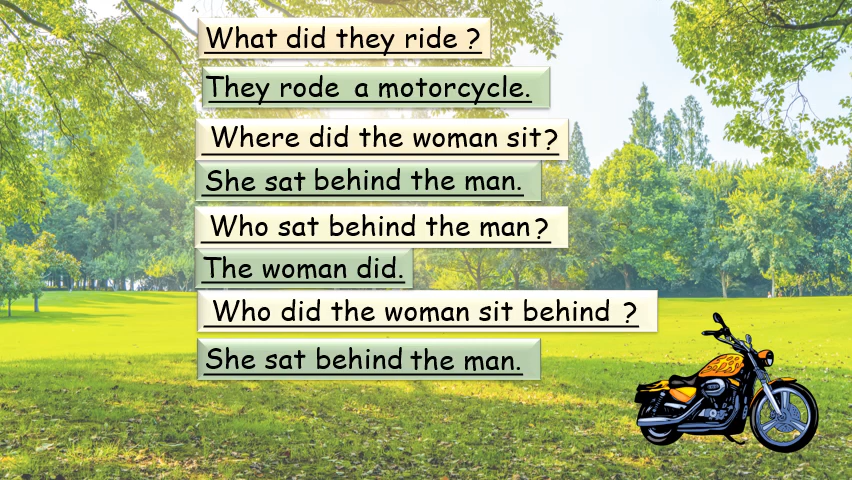 What did they ride ?
They rode a motorcycle.
Where did the woman sit?
She sat behind the man.
Who sat behind the man?
The woman did.
Who did the woman sit behind ?
She sat behind the man.